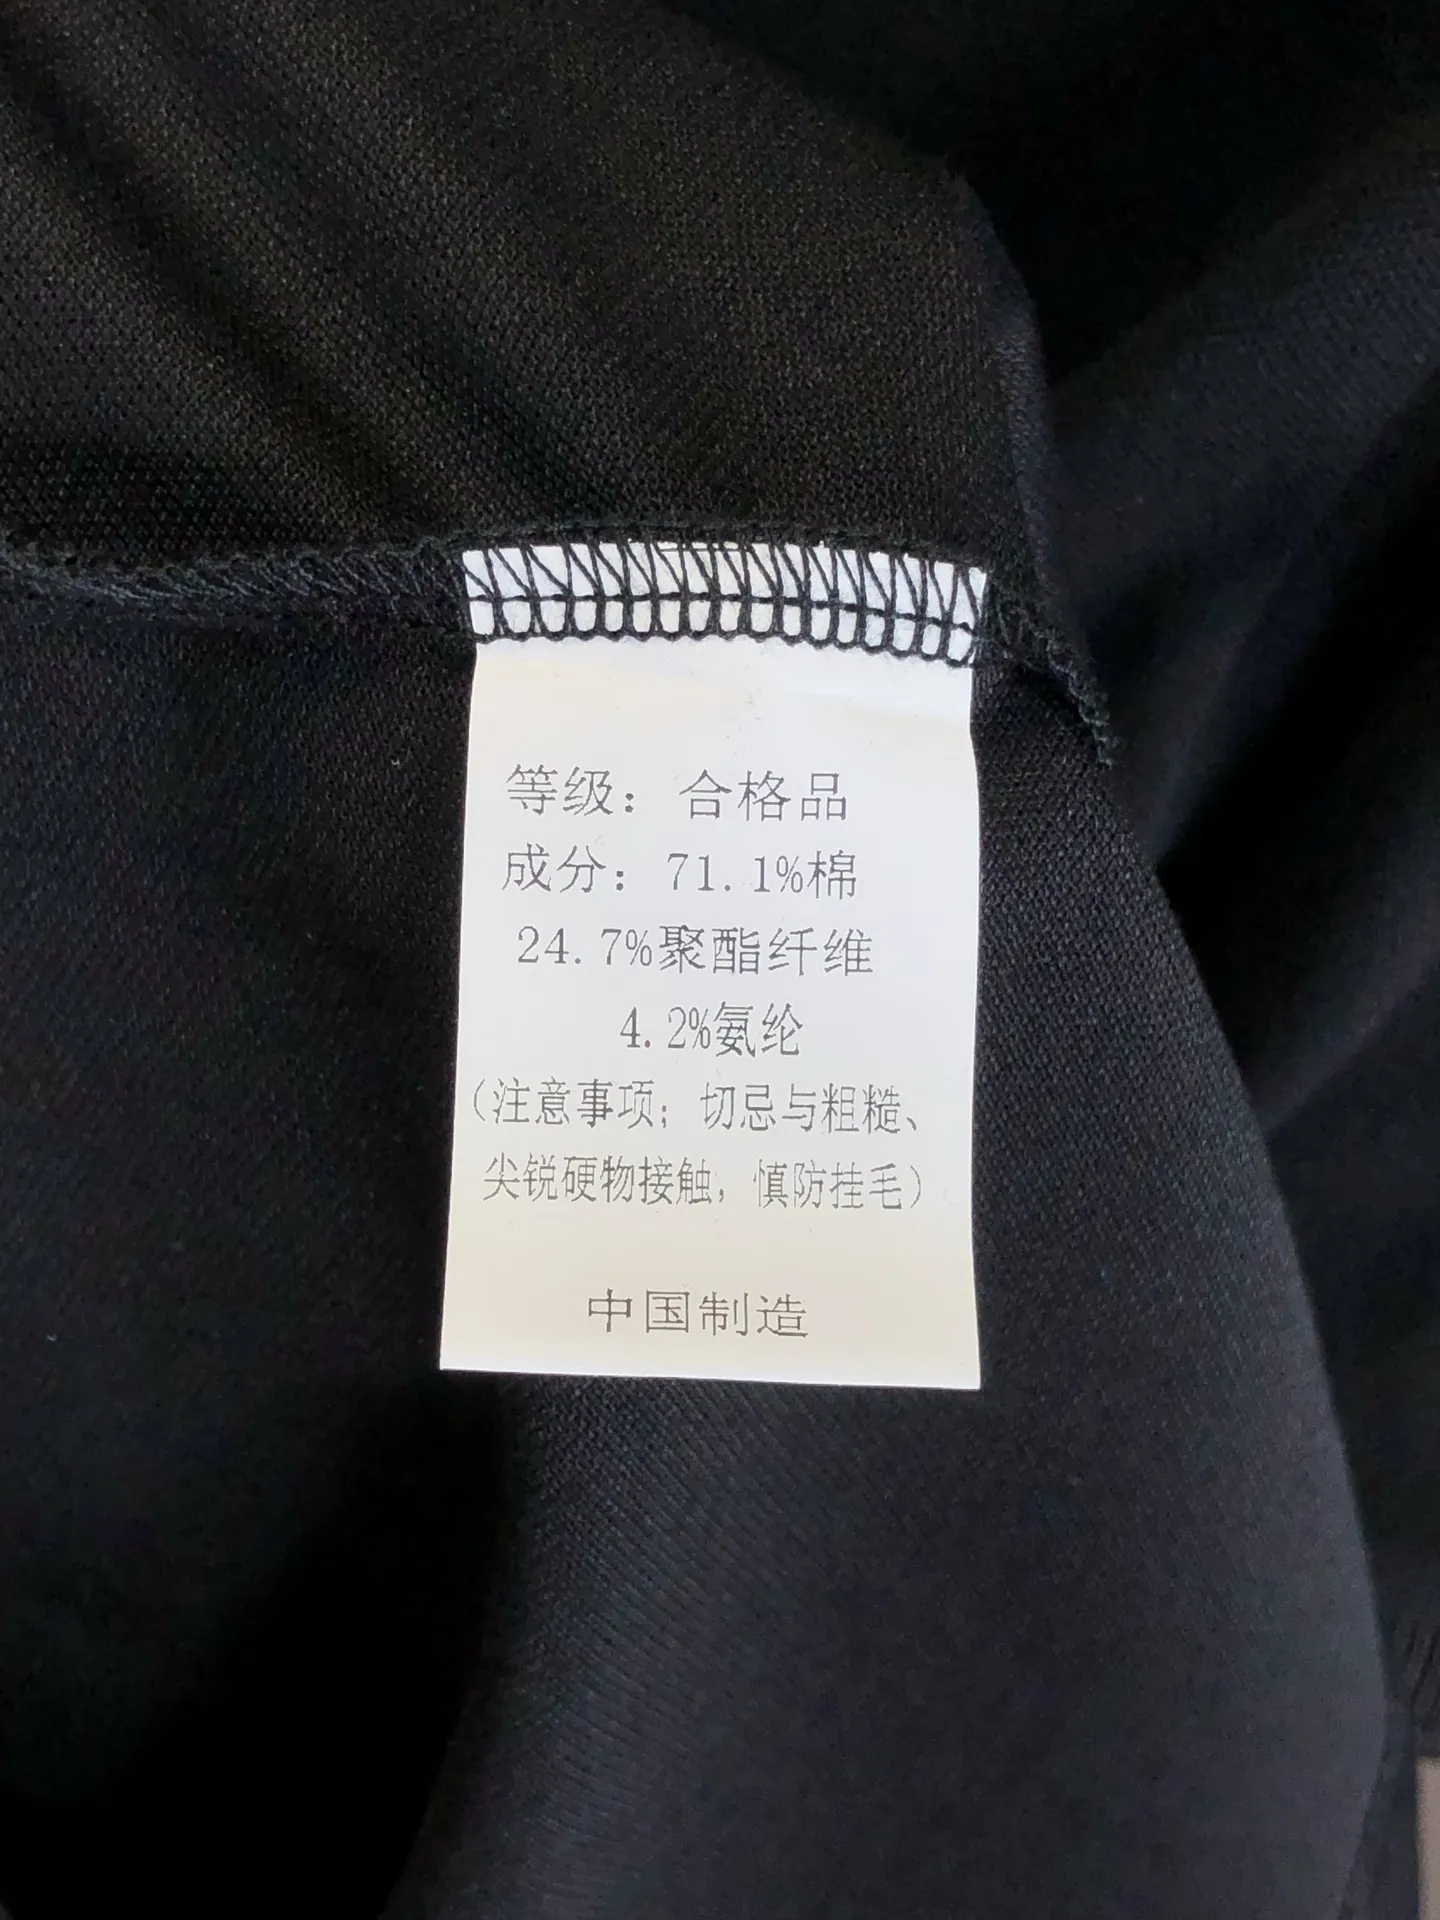 等级：合格品
成分：71.1%棉
24.7%聚酯纤维
4.2%氨纶
（注意事项；切忌与粗糙、
尖锐硬物接触，慎防挂毛）
中国制造